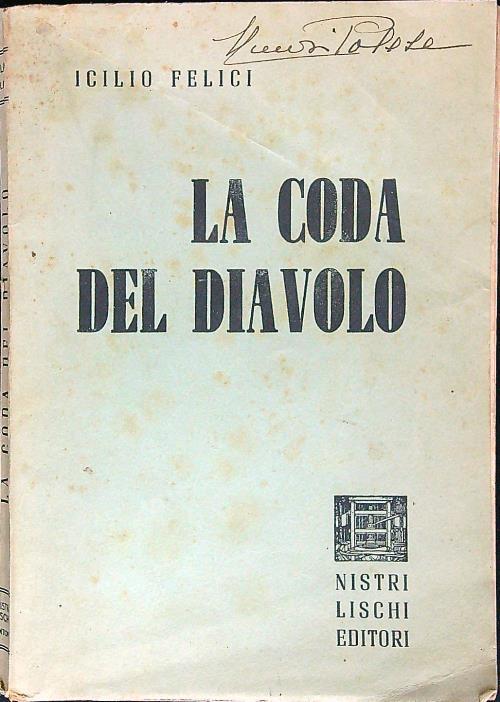 ICILIO FELICI
LA CODA
DEL DIAVOLO
NISTRI
LISCHI
EDITORI
LA CODA DEL DIAVOLO